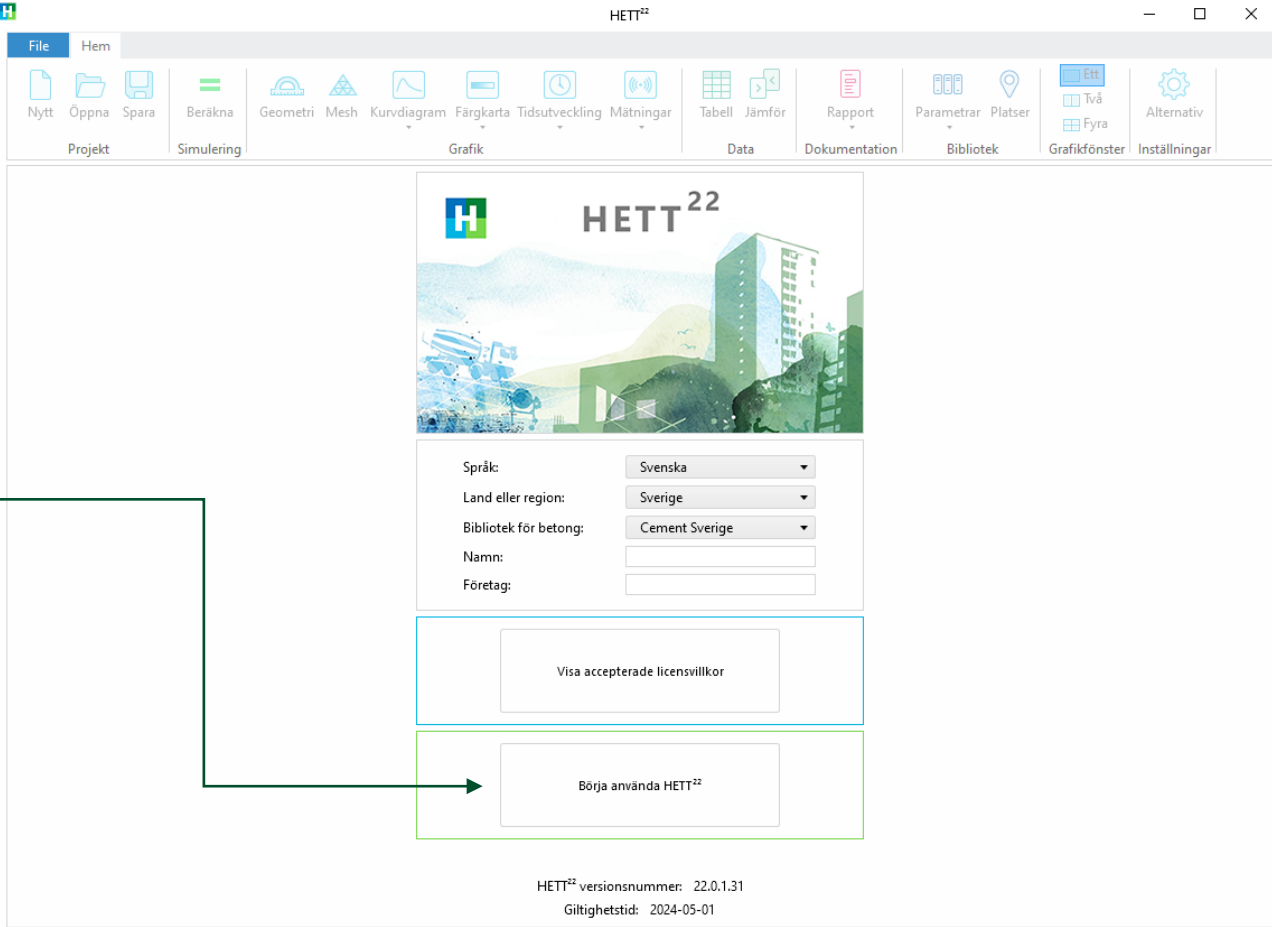 H
HETT²²
File Hem
Nytt Öppna Spara Beräkna Geometri Mesh Kurvdiagram Färgkarta Tidsutveckling Mätningar Tabell Jämför Rapport Parametrar Platser Ett Två Fyra Alternativ
Projekt Simulering Grafik Data Dokumentation Bibliotek Grafikfönster Inställningar
H HETT²²
Språk: Svenska
Land eller region: Sverige
Bibliotek för betong: Cement Sverige
Namn:
Företag:
Visa accepterade licensvillkor
Börja använda HETT²²
HETT²² versionsnummer: 22.0.1.31
Giltighetstid: 2024-05-01